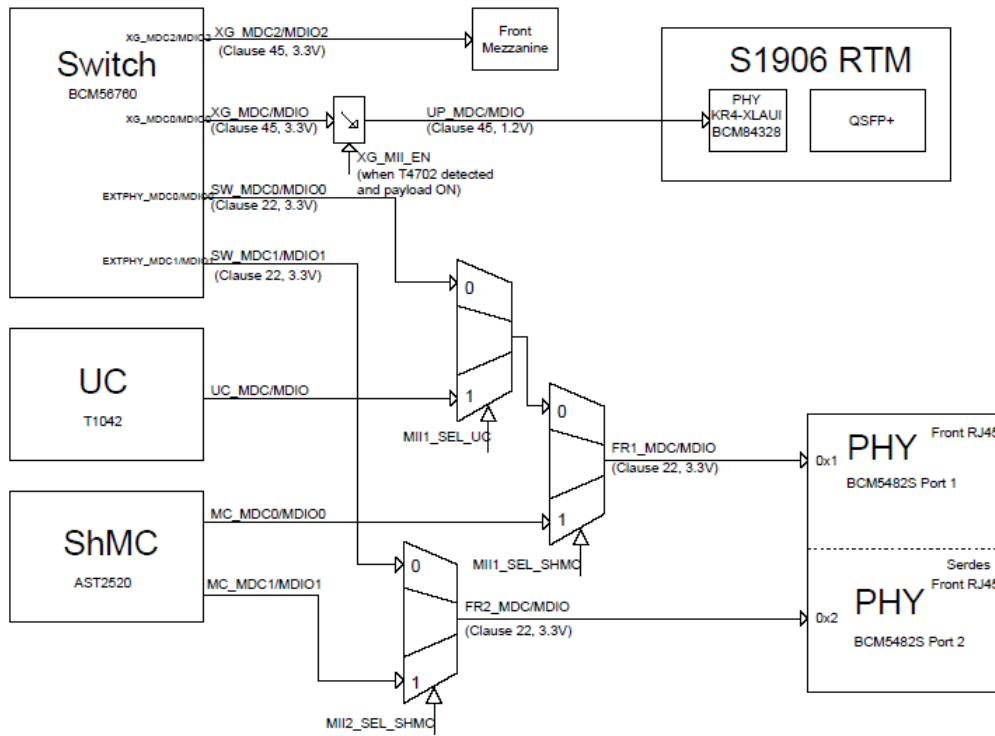 XG_MDC2/MDIO2
XG_MDC2/MDIO2
(Clause 45, 3.3V)
Front
Mezzanine
Switch
BCM56760
S1906 RTM
PHY
KR4-XLAUI
BCM84328
QSFP+
XG_MDC0/MDIO0
XG_MDC/MDIO
(Clause 45, 3.3V)
UP_MDC/MDIO
(Clause 45, 1.2V)
XG_MII_EN
(when T4702 detected
and payload ON)
EXTPHY_MDC0/MDIO0
SW_MDC0/MDIO0
(Clause 22, 3.3V)
EXTPHY_MDC1/MDIO1
SW_MDC1/MDIO1
(Clause 22, 3.3V)
0
1
UC
T1042
UC_MDC/MDIO
MII1_SEL_UC
0
1
FR1_MDC/MDIO
(Clause 22, 3.3V)
0x1
PHY
Front RJ45
BCM5482S Port 1
ShMC
AST2520
MC_MDC0/MDIO0
MII1_SEL_SHMC
MC_MDC1/MDIO1
0
1
FR2_MDC/MDIO
(Clause 22, 3.3V)
Serdes
Front RJ45
0x2
PHY
BCM5482S Port 2
MII2_SEL_SHMC